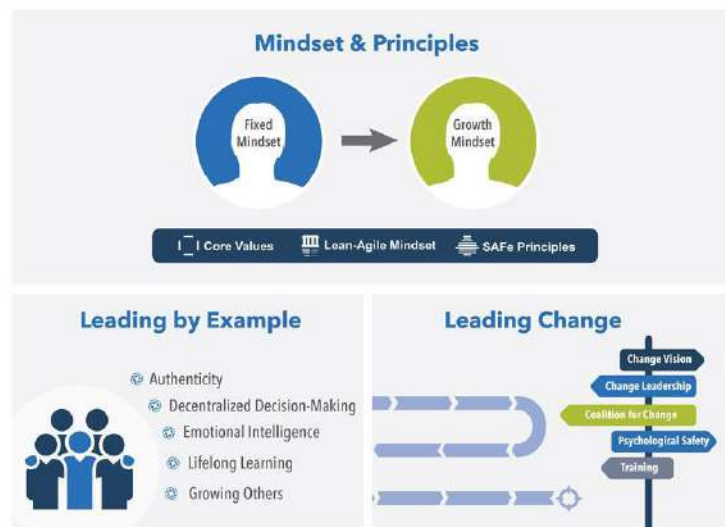 Mindset & Principles
Fixed
Mindset
Growth
Mindset
Core Values
Lean-Agile Mindset
SAFe Principles
Leading by Example
Authenticity
Decentralized Decision-Making
Emotional Intelligence
Lifelong Learning
Growing Others
Leading Change
Change Vision
Change Leadership
Coalition for Change
Psychological Safety
Training